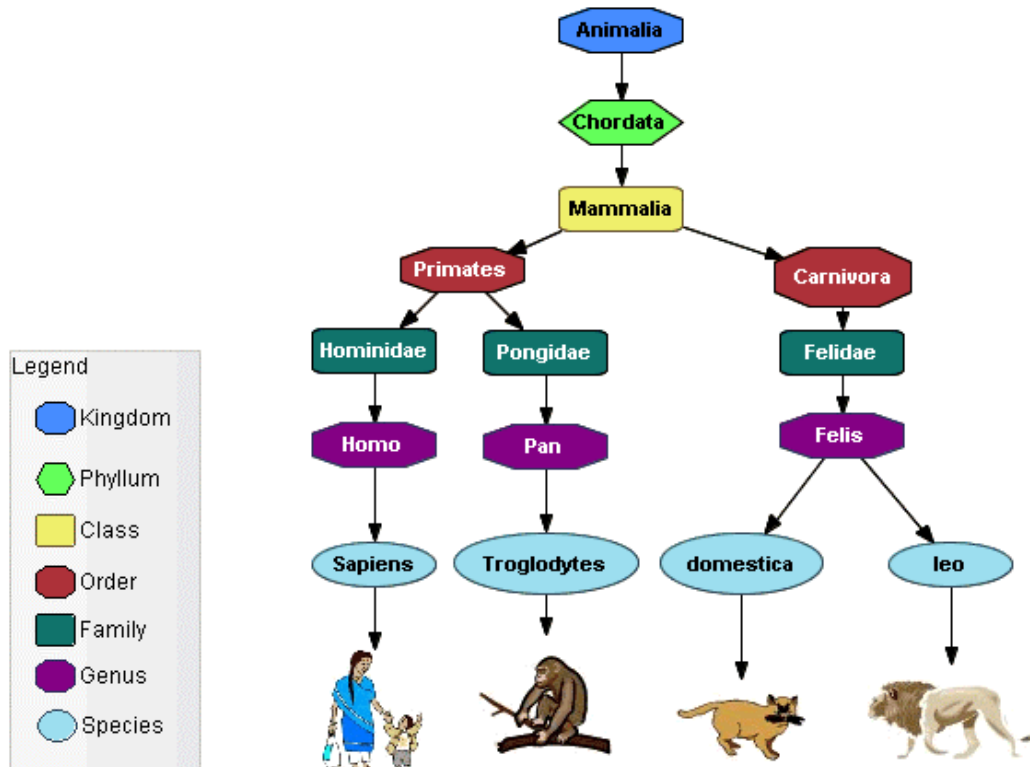 Animalia
Chordata
Mammalia
Primates
Carnivora
Hominidae
Pongidae
Felidae
Homo
Pan
Felis
Sapiens
Troglodytes
domestica
leo
Legend
Kingdom
Phyllum
Class
Order
Family
Genus
Species